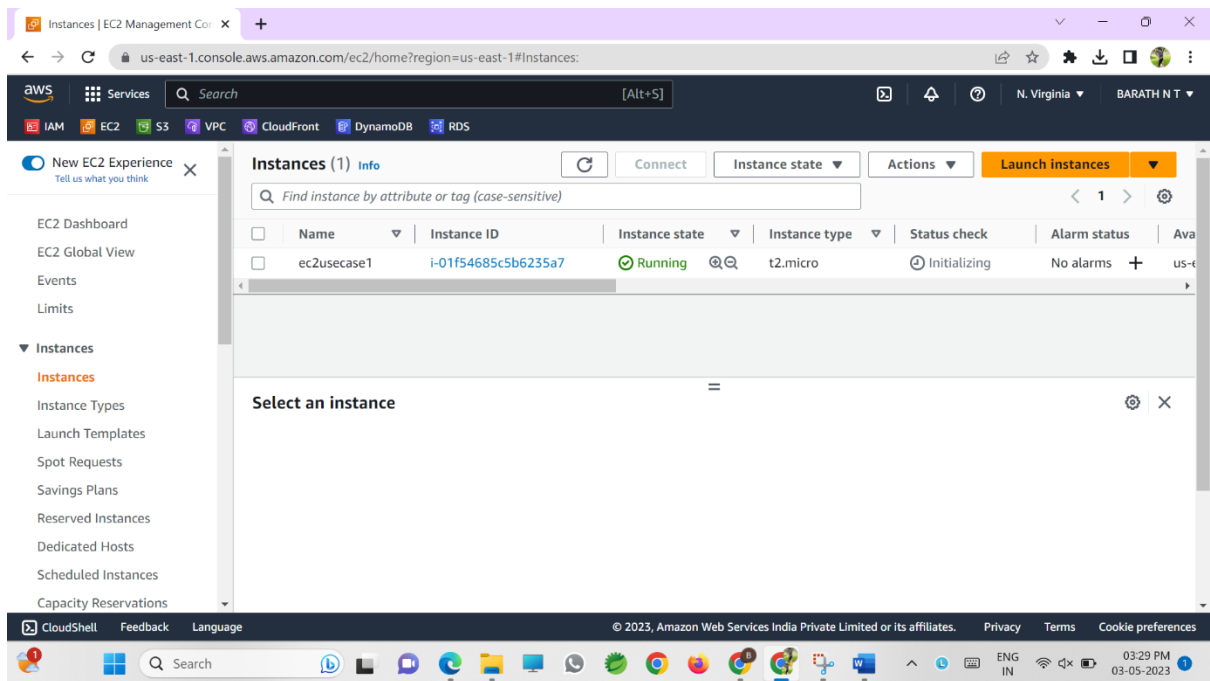 Instances | EC2 Management Con
us-east-1.console.aws.amazon.com/ec2/home?region=us-east-1#Instances:
aws Services Search [Alt+S] N. Virginia ▼ BARATH N T ▼
IAM EC2 S3 VPC CloudFront DynamoDB RDS
New EC2 Experience
Tell us what you think
EC2 Dashboard
EC2 Global View
Events
Limits
▼ Instances
Instances
Instance Types
Launch Templates
Spot Requests
Savings Plans
Reserved Instances
Dedicated Hosts
Scheduled Instances
Capacity Reservations
Instances (1) Info Connect Instance state ▼ Actions ▼ Launch instances ▼
Find instance by attribute or tag (case-sensitive) < 1 >
Name Instance ID Instance state Instance type Status check Alarm status Ava
ec2usecase1 i-01f54685c5b6235a7 Running t2.micro Initializing No alarms + us-e
Select an instance
CloudShell Feedback Language © 2023, Amazon Web Services India Private Limited or its affiliates. Privacy Terms Cookie preferences
1 Search ENG IN 03:29 PM 03-05-2023 1